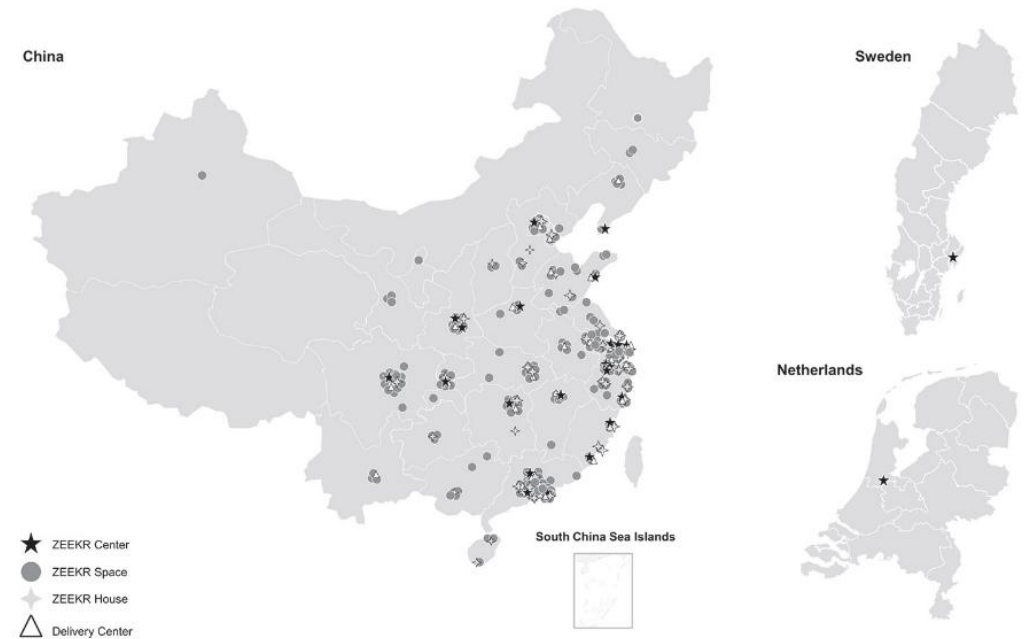 China
Sweden
Netherlands
South China Sea Islands
ZEEKR Center
ZEEKR Space
ZEEKR House
Delivery Center